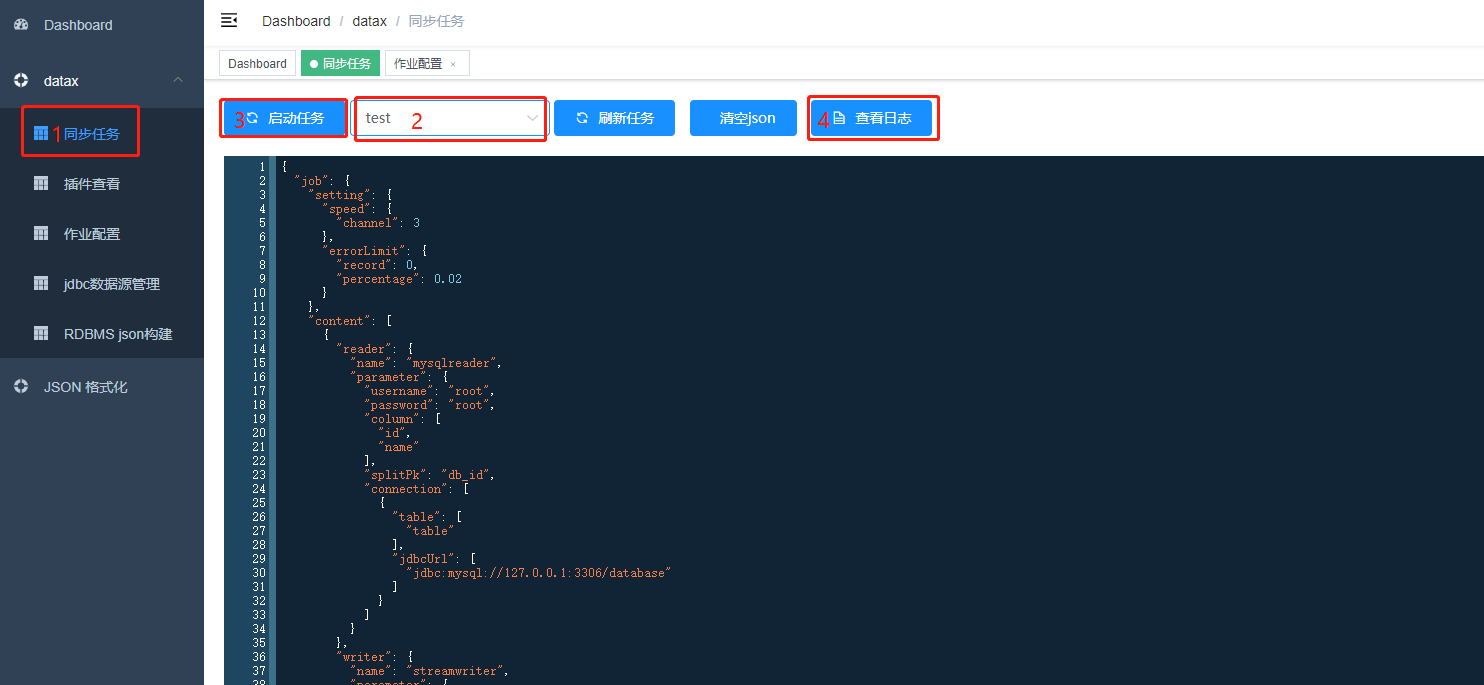 Dashboard
datax
1 同步任务
插件查看
作业配置
jdbc数据源管理
RDBMS json构建
JSON 格式化
Dashboard / datax / 同步任务
Dashboard 同步任务 作业配置 ×
3 启动任务 test 2 刷新任务 清空json 4 查看日志
1 {
2 "job": {
3 "setting": {
4 "speed": {
5 "channel": 3
6 },
7 "errorLimit": {
8 "record": 0,
9 "percentage": 0.02
10 }
11 },
12 "content": [
13 {
14 "reader": {
15 "name": "mysqlreader",
16 "parameter": {
17 "username": "root",
18 "password": "root",
19 "column": [
20 "id",
21 "name"
22 ],
23 "splitPk": "db_id",
24 "connection": [
25 {
26 "table": [
27 "table"
28 ],
29 "jdbcUrl": [
30 "jdbc:mysql://127.0.0.1:3306/database"
31 ]
32 }
33 ]
34 }
35 },
36 "writer": {
37 "name": "streamwriter",
38 "parameter": {